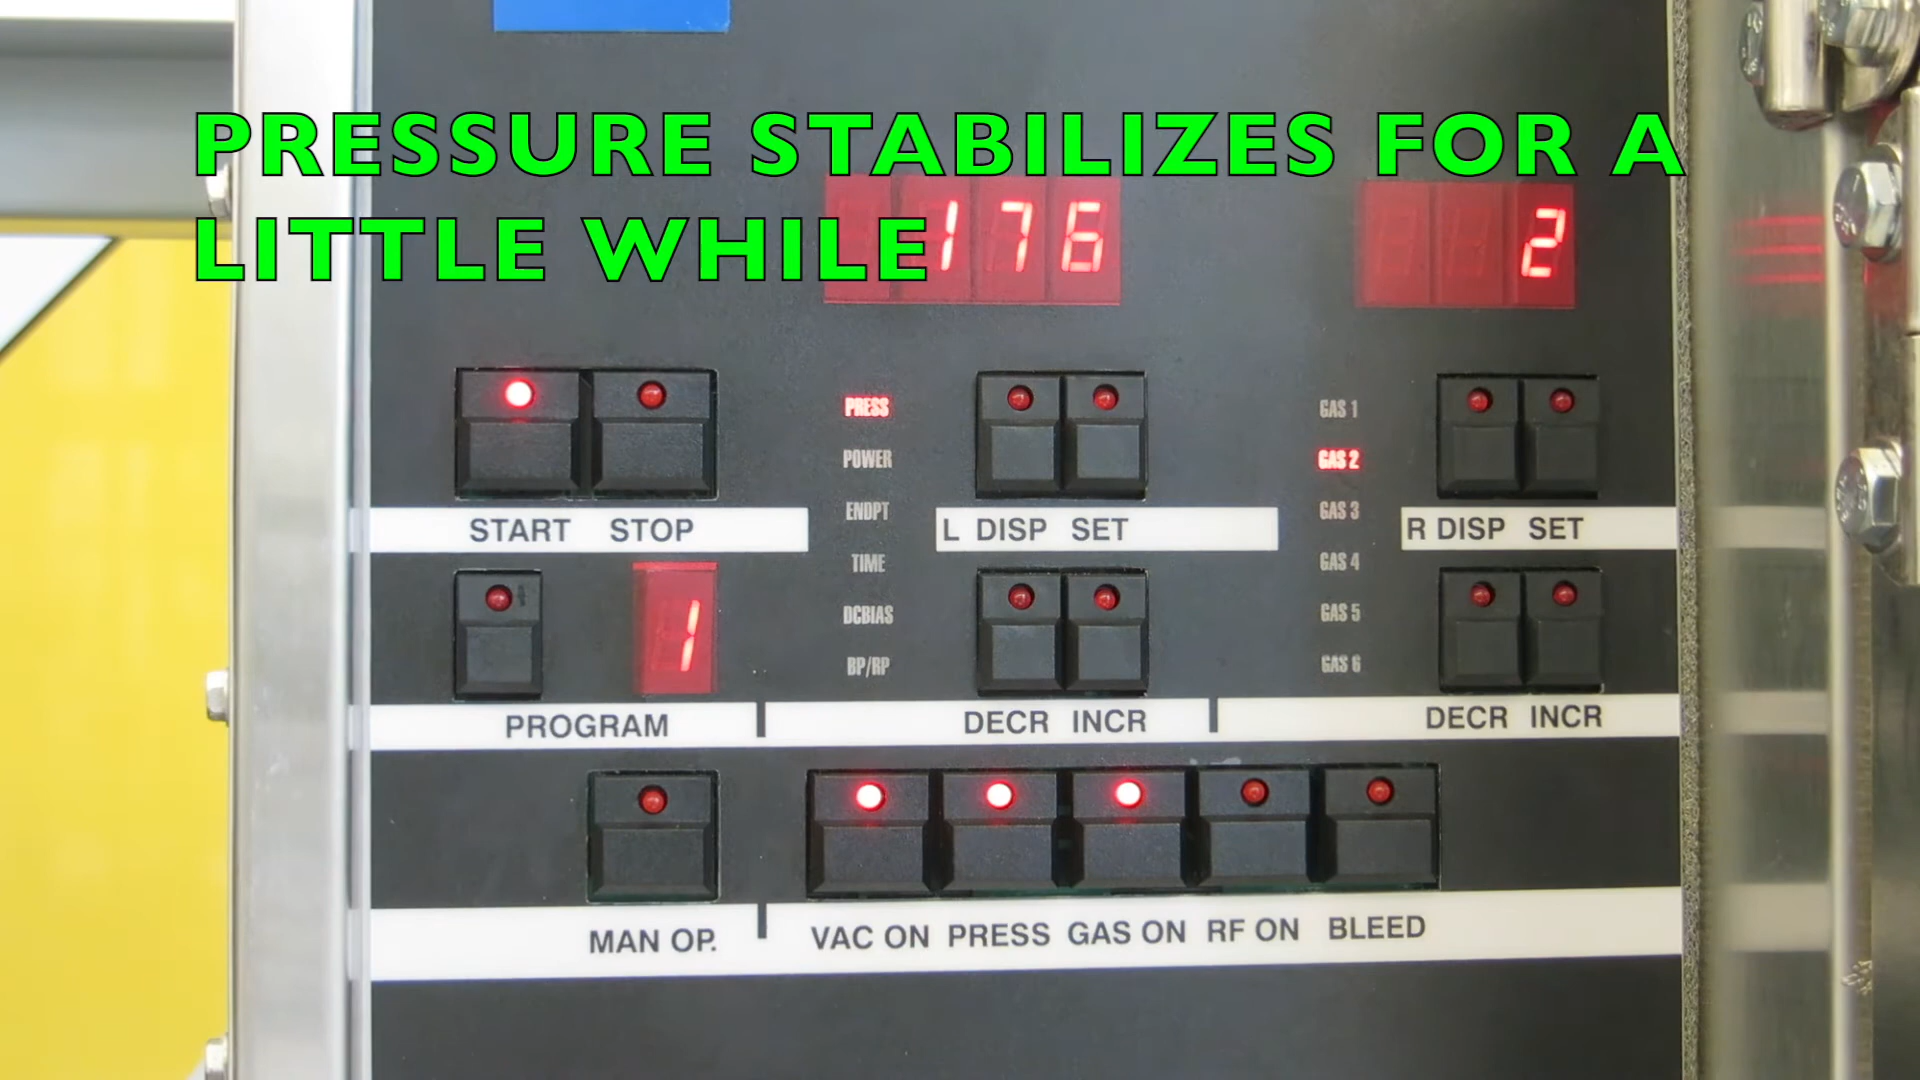 PRESSURE STABILIZES FOR A
LITTLE WHILE
176
2
PRESS
POWER
ENDPT
TIME
DCBIAS
BP/RP
GAS 1
GAS 2
GAS 3
GAS 4
GAS 5
GAS 6
START STOP
L DISP SET
R DISP SET
1
PROGRAM
DECR INCR
DECR INCR
MAN OP.
VAC ON PRESS GAS ON RF ON BLEED